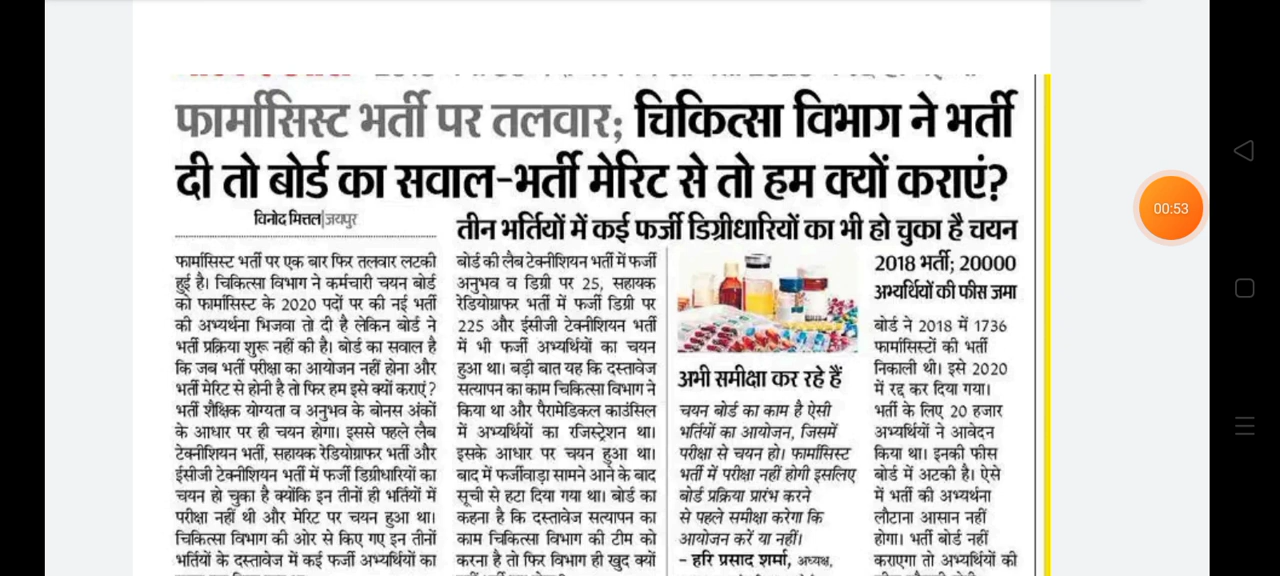 फार्मासिस्ट भर्ती पर तलवार; चिकित्सा विभाग ने भर्ती
दी तो बोर्ड का सवाल-भर्ती मेरिट से तो हम क्यों कराएं?
विनोद मित्तल|जयपुर
तीन भर्तियों में कई फर्जी डिग्रीधारियों का भी हो चुका है चयन
फार्मासिस्ट भर्ती पर एक बार फिर तलवार लटकी
हुई है। चिकित्सा विभाग ने कर्मचारी चयन बोर्ड
को फार्मासिस्ट के 2020 पदों पर की नई भर्ती
की अभ्यर्थना भिजवा तो दी है लेकिन बोर्ड ने
भर्ती प्रक्रिया शुरू नहीं की है। बोर्ड का सवाल है
कि जब भर्ती परीक्षा का आयोजन नहीं होना और
भर्ती मेरिट से होनी है तो फिर हम इसे क्यों कराएं?
भर्ती शैक्षिक योग्यता व अनुभव के बोनस अंकों
के आधार पर ही चयन होगा। इससे पहले लैब
टेक्नीशियन भर्ती, सहायक रेडियोग्राफर भर्ती और
ईसीजी टेक्नीशियन भर्ती में फर्जी डिग्रीधारियों का
चयन हो चुका है क्योंकि इन तीनों ही भर्तियों में
परीक्षा नहीं थी और मेरिट पर चयन हुआ था।
चिकित्सा विभाग की ओर से किए गए इन तीनों
भर्तियों के दस्तावेज में कई फर्जी अभ्यर्थियों का
बोर्ड की लैब टेक्नीशियन भर्ती में फर्जी
अनुभव व डिग्री पर 25, सहायक
रेडियोग्राफर भर्ती में फर्जी डिग्री पर
225 और ईसीजी टेक्नीशियन भर्ती
में भी फर्जी अभ्यर्थियों का चयन
हुआ था। बड़ी बात यह कि दस्तावेज
सत्यापन का काम चिकित्सा विभाग ने
किया था और पैरामेडिकल काउंसिल
में अभ्यर्थियों का रजिस्ट्रेशन था।
इसके आधार पर चयन हुआ था।
बाद में फर्जीवाड़ा सामने आने के बाद
सूची से हटा दिया गया था। बोर्ड का
कहना है कि दस्तावेज सत्यापन का
काम चिकित्सा विभाग की टीम को
करना है तो फिर विभाग ही खुद क्यों
अभी समीक्षा कर रहे हैं
चयन बोर्ड का काम है ऐसी
भर्तियों का आयोजन, जिसमें
परीक्षा से चयन हो। फार्मासिस्ट
भर्ती में परीक्षा नहीं होगी इसलिए
बोर्ड प्रक्रिया प्रारंभ करने
से पहले समीक्षा करेगा कि
आयोजन करें या नहीं।
- हरि प्रसाद शर्मा, अध्यक्ष,
2018 भर्ती; 20000
अभ्यर्थियों की फीस जमा
बोर्ड ने 2018 में 1736
फार्मासिस्टों की भर्ती
निकाली थी। इसे 2020
में रद्द कर दिया गया।
भर्ती के लिए 20 हजार
अभ्यर्थियों ने आवेदन
किया था। इनकी फीस
बोर्ड में अटकी है। ऐसे
में भर्ती की अभ्यर्थना
लौटाना आसान नहीं
होगा। भर्ती बोर्ड नहीं
कराएगा तो अभ्यर्थियों की
00:53